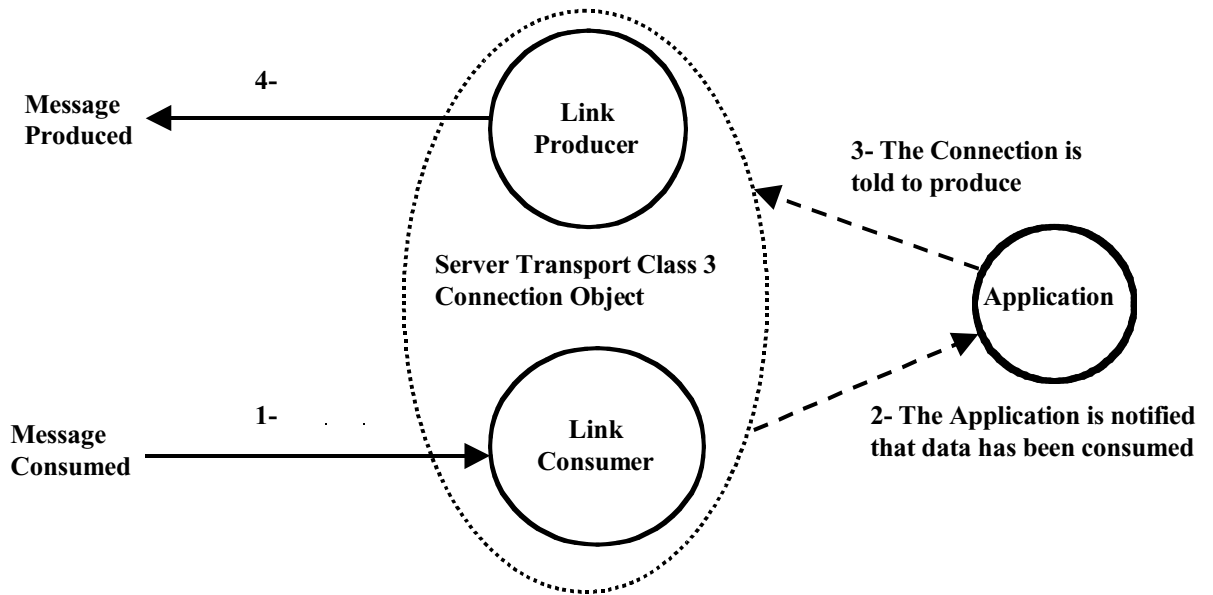 4-
Message
Produced
Link
Producer
3- The Connection is
told to produce
Server Transport Class 3
Connection Object
Application
1-
Message
Consumed
Link
Consumer
2- The Application is notified
that data has been consumed